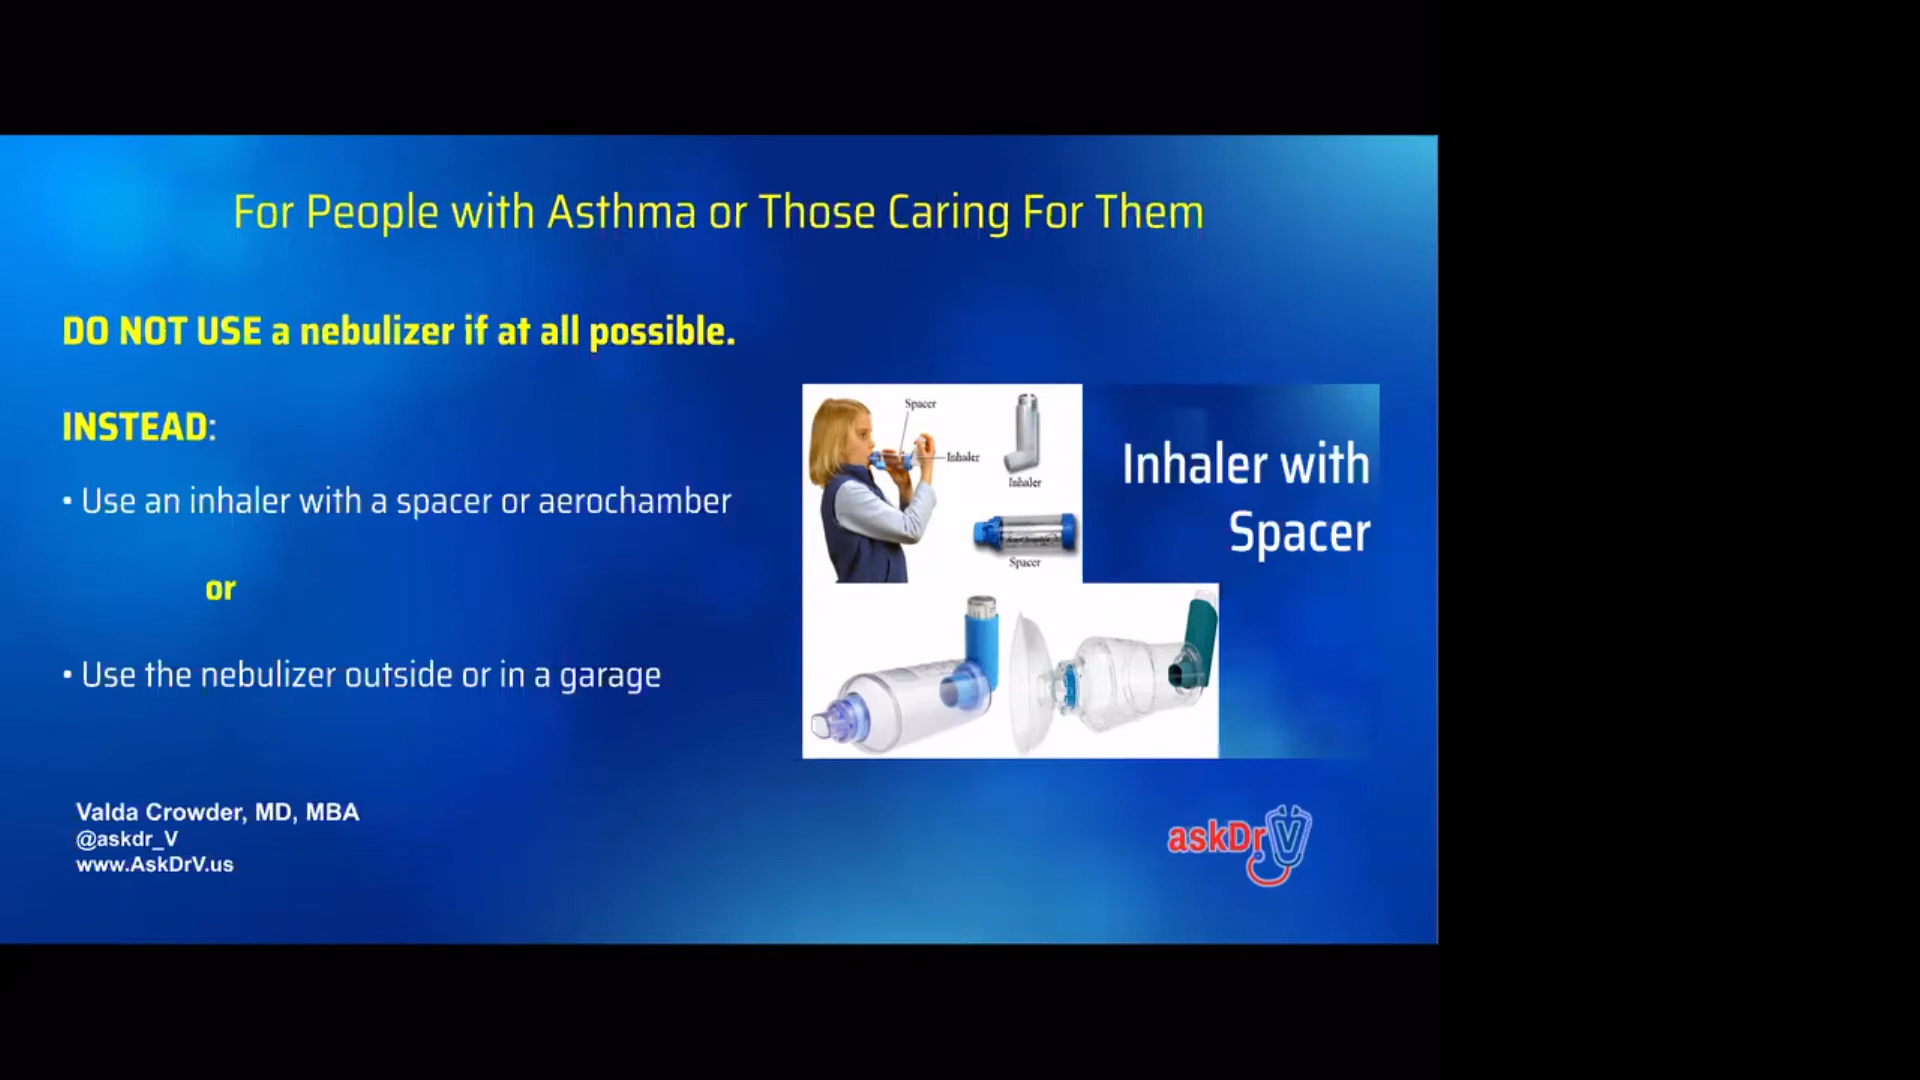 For People with Asthma or Those Caring For Them
DO NOT USE a nebulizer if at all possible.
INSTEAD:
• Use an inhaler with a spacer or aerochamber
or
• Use the nebulizer outside or in a garage
Spacer
Inhaler
Inhaler
Spacer
Inhaler with
Spacer
Valda Crowder, MD, MBA
@askdr_V
www.AskDrV.us
askDrV